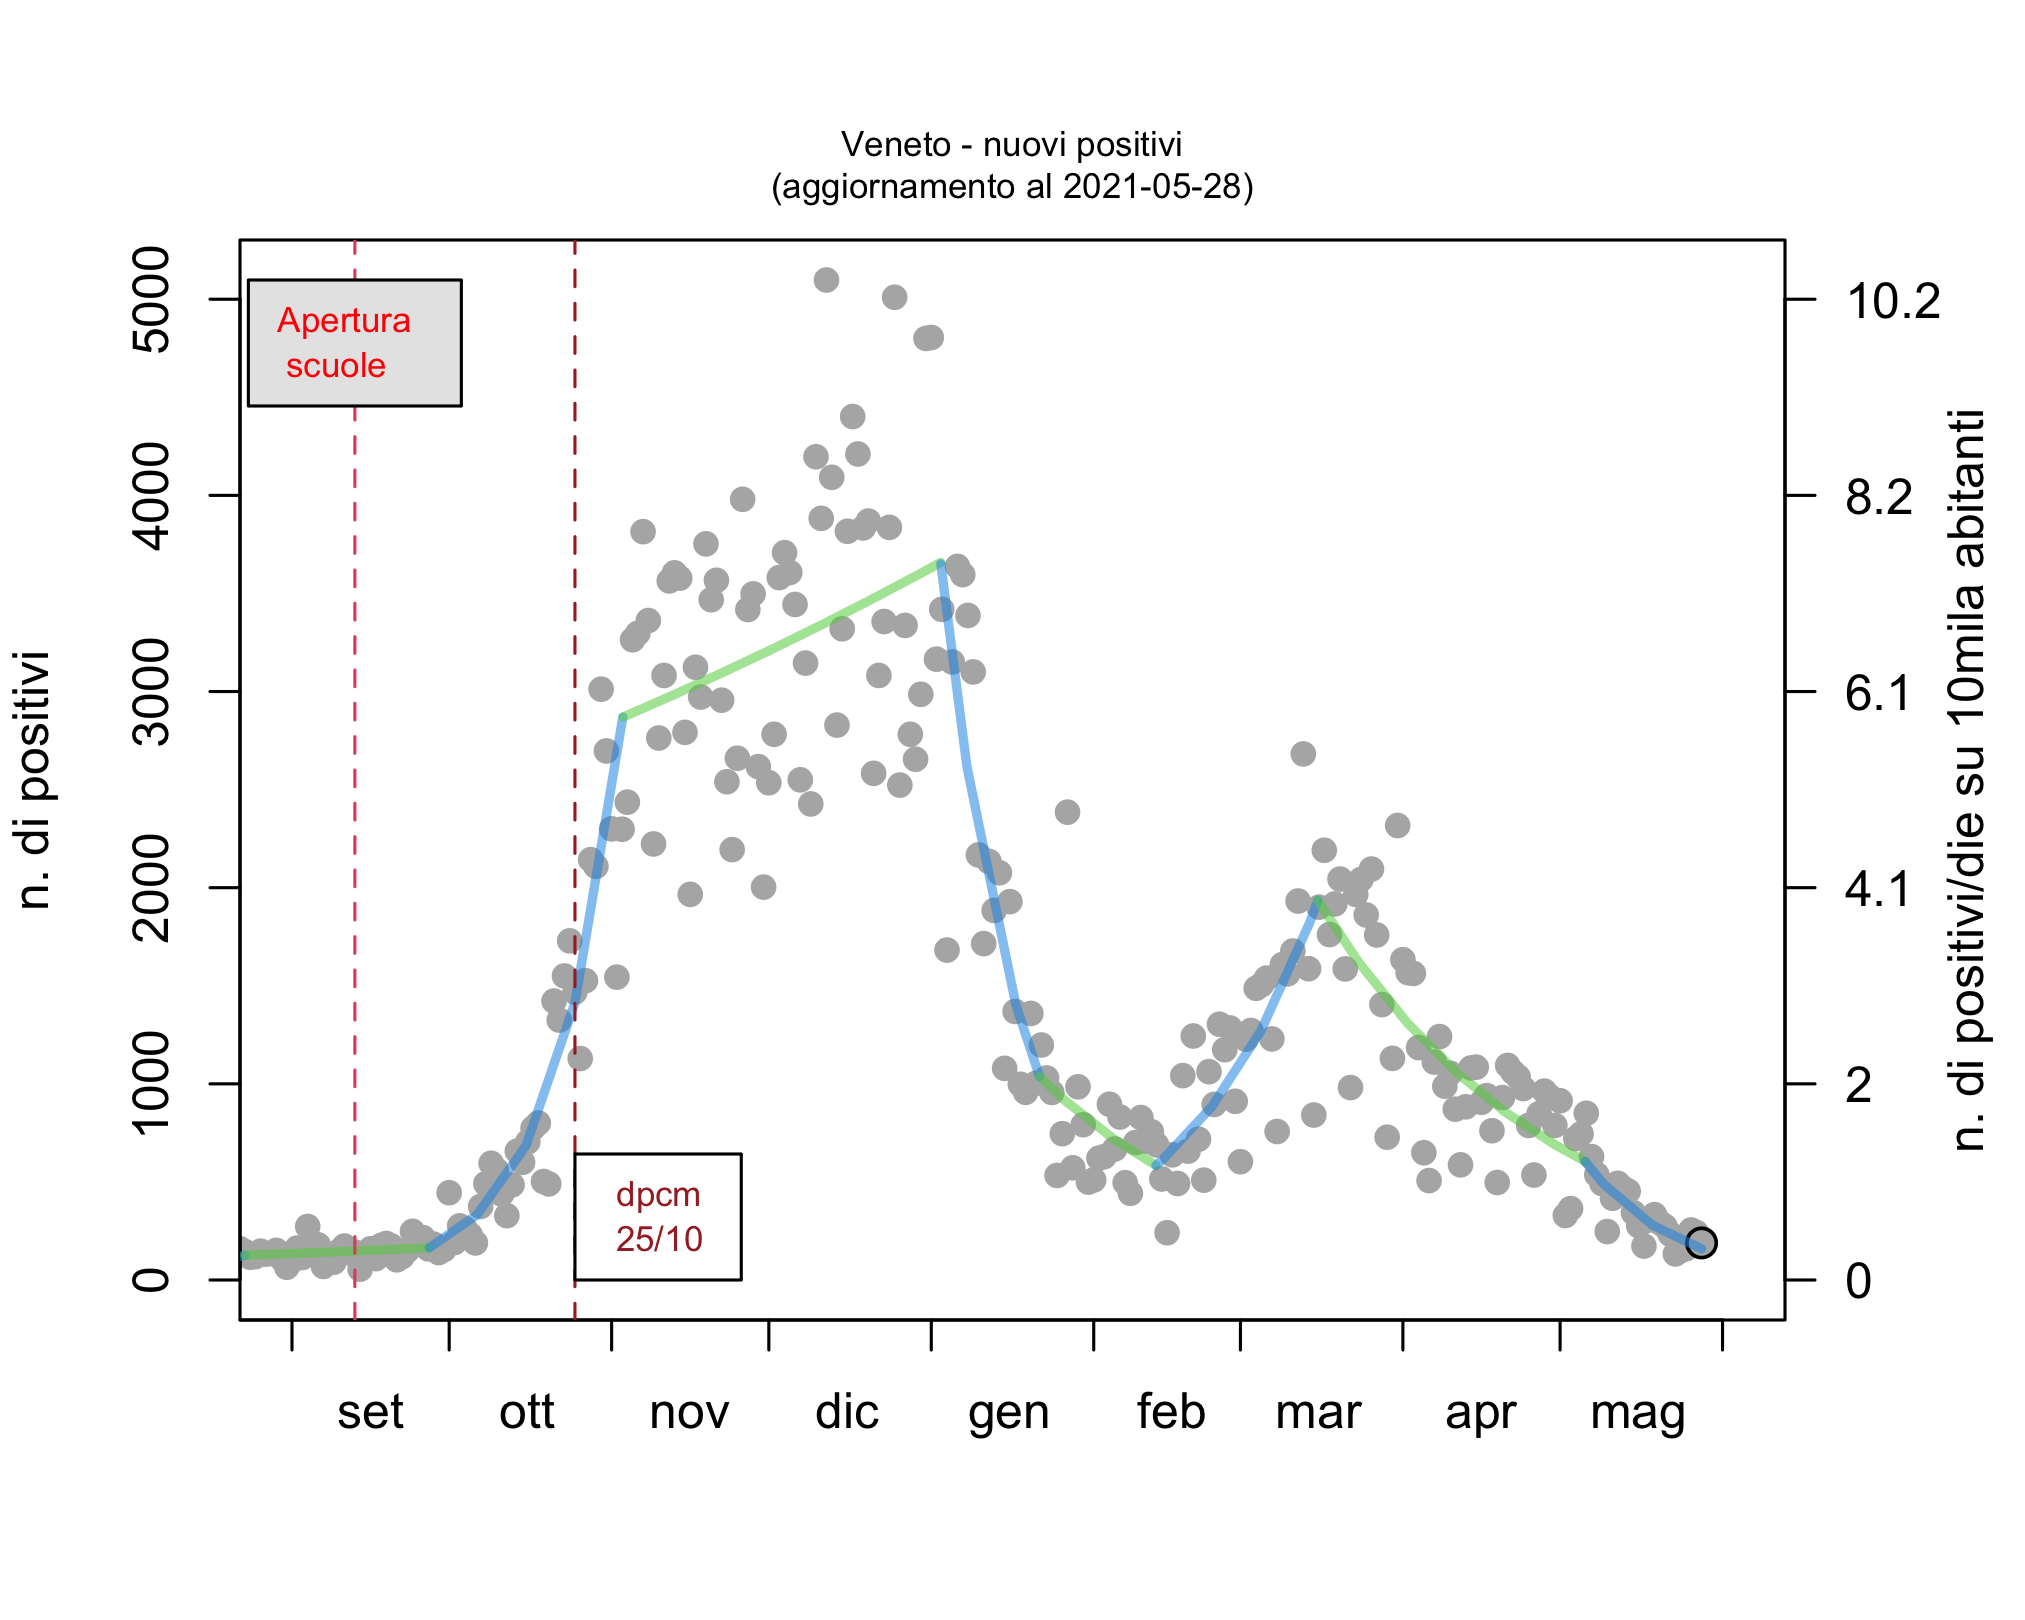 Veneto - nuovi positivi
(aggiornamento al 2021-05-28)
n. di positivi
5000
4000
3000
2000
1000
0
Apertura
scuole
dpcm
25/10
10.2
8.2
6.1
4.1
2
0
n. di positivi/die su 10mila abitanti
set ott nov dic gen feb mar apr mag